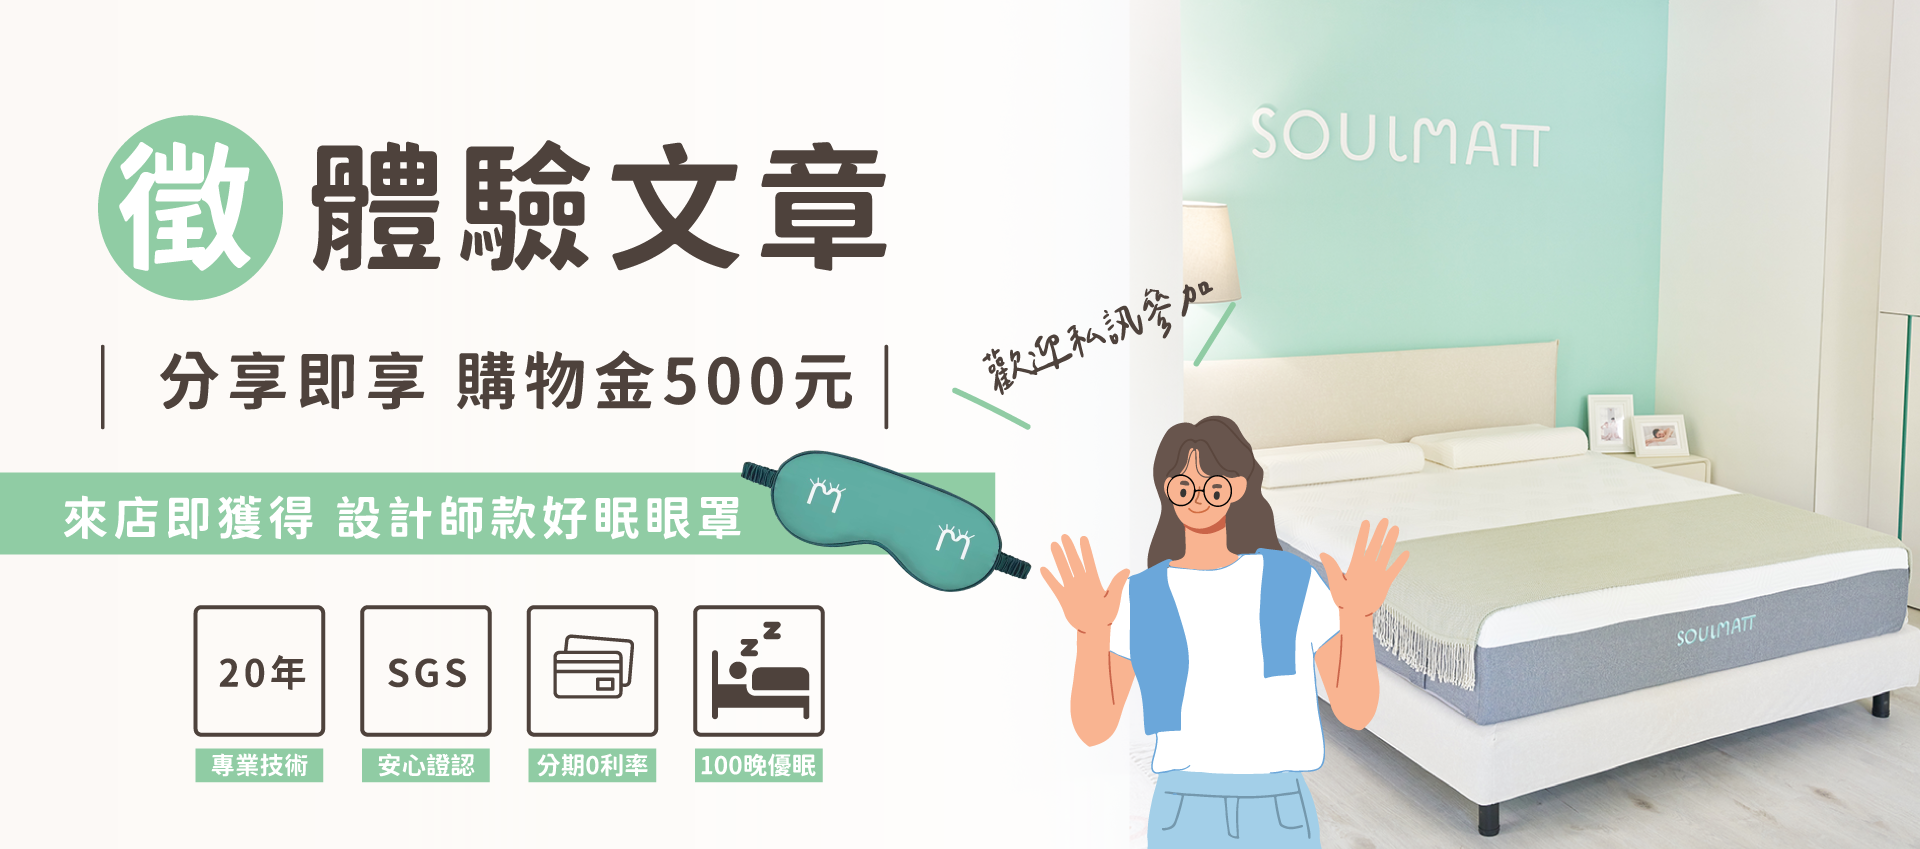 徵 體驗文章
分享即享 購物金500元
來店即獲得 設計師款好眠眼罩
20年
SGS
專業技術
安心證認
分期0利率
100晚優眠
歡迎私訊參加
SOULMATT
SOULMATT